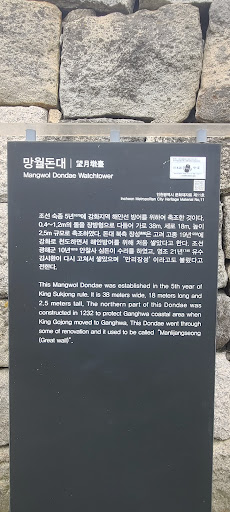 망월돈대 | 望月墩臺
Mangwol Dondae Watchtower
인천광역시 문화재자료 제11호
Incheon Metropolitan City Heritage Material No.11
조선 숙종 5년에 강화지역 해안선 방어를 위하여 축조한 것이다.
0.4~1.2m의 돌을 장방형으로 다듬어 가로 38m, 세로 18m, 높이
2.5m 규모로 축조하였다. 돈대 북쪽 장성은 고려 고종 19년에
강화로 천도하면서 해안방어를 위해 처음 쌓았다고 한다. 조선
광해군 10년 안찰사 심돈이 수리를 하였고, 영조 21년 유수
김시환이 다시 고쳐서 쌓았으며 "만리장성" 이라고도 불렀다고
전한다.
This Mangwol Dondae was established in the 5th year of
King Sukjong rule. It is 38 meters wide, 18 meters long and
2.5 meters tall. The northern part of this Dondae was
constructed in 1232 to protect Ganghwa coastal area when
King Gojong moved to Ganghwa. This Dondae went through
some of renovation and it used to be called "Manlijangseong
(Great wall)".